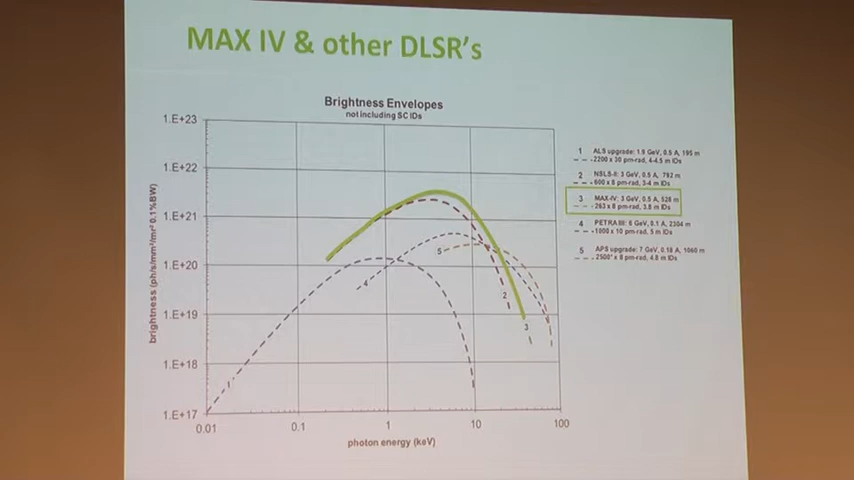 MAX IV & other DLSR's
Brightness Envelopes
not including SC IDs
1.E+23
1.E+22
1.E+21
1.E+20
1.E+19
1.E+18
1.E+17
brightness (ph/s/mm²/mr² 0.1%BW)
0.01
0.1
1
10
100
photon energy (keV)
1
4
5
2
3
1 ALS upgrade: 1.9 GeV, 0.5 A, 195 m
2200 x 30 pm-rad, 4-4.5 m IDs
2 NSLS-II: 3 GeV, 0.5 A, 792 m
600 x 8 pm-rad, 3-4 m IDs
3 MAX-IV: 3 GeV, 0.5 A, 528 m
263 x 8 pm-rad, 3.8 m IDs
4 PETRA III: 6 GeV, 0.1 A, 2304 m
1000 x 10 pm-rad, 5 m IDs
5 APS upgrade: 7 GeV, 0.15 A, 1060 m
2500* x 8 pm-rad, 4.8 m IDs